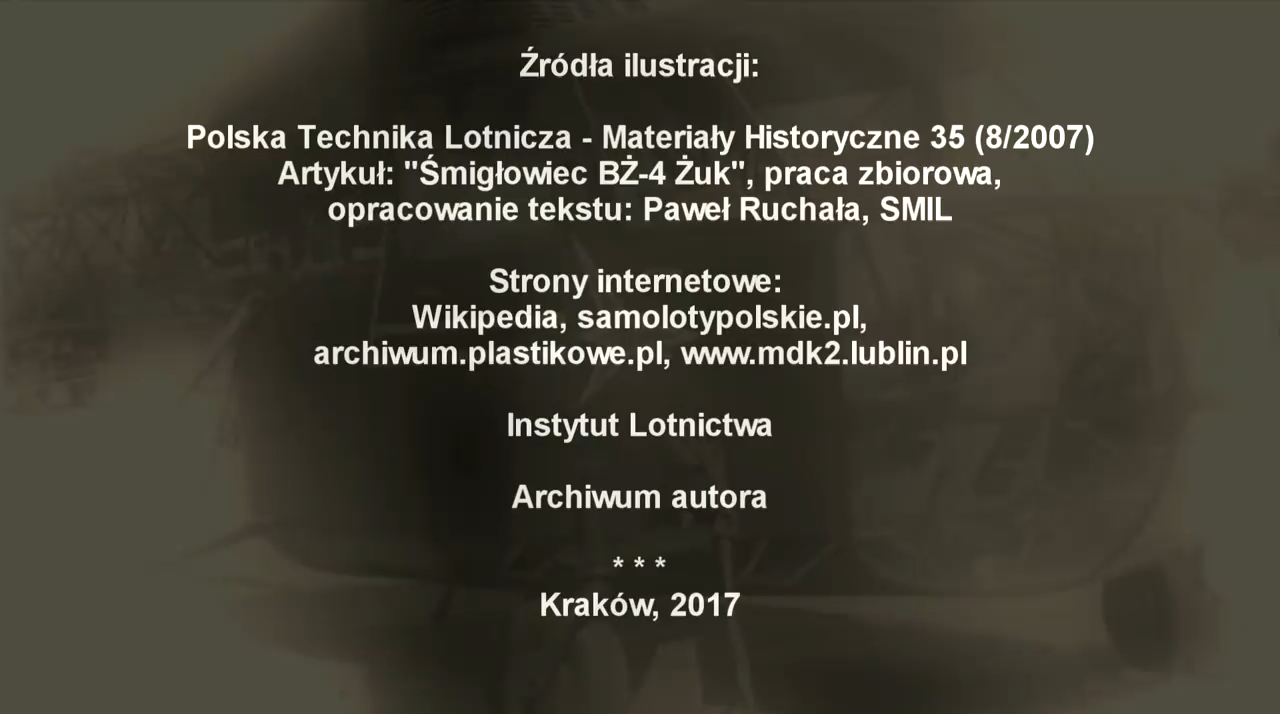 Źródła ilustracji:
Polska Technika Lotnicza - Materiały Historyczne 35 (8/2007)
Artykuł: "Śmigłowiec BŻ-4 Żuk", praca zbiorowa,
opracowanie tekstu: Paweł Ruchała, SMIL
Strony internetowe:
Wikipedia, samolotypolskie.pl,
archiwum.plastikowe.pl, www.mdk2.lublin.pl
Instytut Lotnictwa
Archiwum autora
* * *
Kraków, 2017